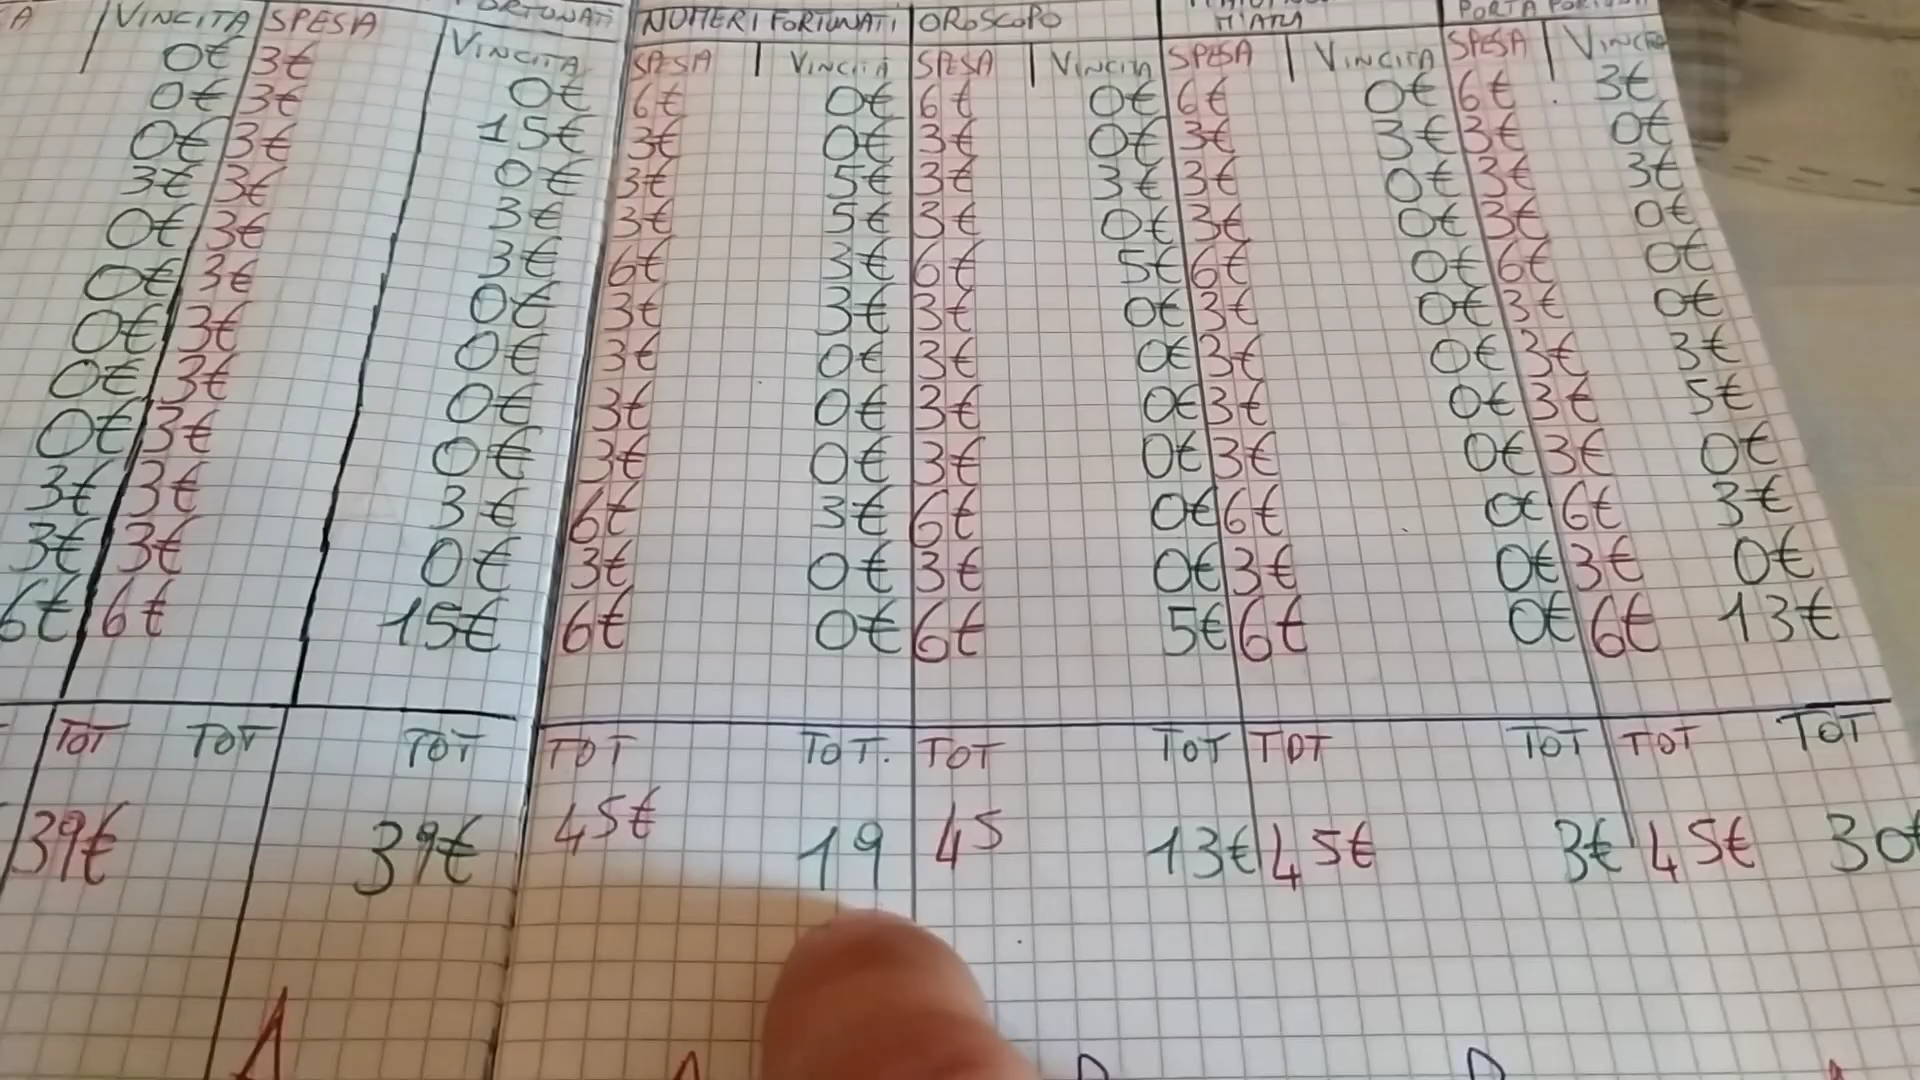 NUMERI FORTUNATI OROSCOPO
VINCITA SPESA VINCITA SPESA VINCITA SPESA VINCITA SPESA VINCITA SPESA VINCITA
0€ 3€ 0€ 6€ 0€ 6€ 0€ 6€ 0€ 6€ 3€
0€ 3€ 15€ 3€ 0€ 3€ 0€ 3€ 3€ 3€ 0€
0€ 3€ 0€ 3€ 5€ 3€ 3€ 3€ 0€ 3€ 3€
3€ 3€ 3€ 3€ 5€ 3€ 0€ 3€ 0€ 3€ 0€
0€ 3€ 3€ 6€ 3€ 6€ 5€ 6€ 0€ 6€ 0€
0€ 3€ 0€ 3€ 3€ 3€ 0€ 3€ 0€ 3€ 0€
0€ 3€ 0€ 3€ 0€ 3€ 0€ 3€ 0€ 3€ 3€
0€ 3€ 0€ 3€ 0€ 3€ 0€ 3€ 0€ 3€ 5€
0€ 3€ 0€ 3€ 0€ 3€ 0€ 3€ 0€ 3€ 0€
3€ 3€ 3€ 6€ 3€ 6€ 0€ 6€ 0€ 6€ 3€
3€ 3€ 0€ 3€ 0€ 3€ 0€ 3€ 0€ 3€ 0€
6€ 6€ 15€ 6€ 0€ 6€ 5€ 6€ 0€ 6€ 13€
TOT TOT TOT TOT TOT. TOT TOT TOT TOT TOT TOT
39€ 39€ 45€ 19 45 13€ 45€ 3€ 45€ 30€